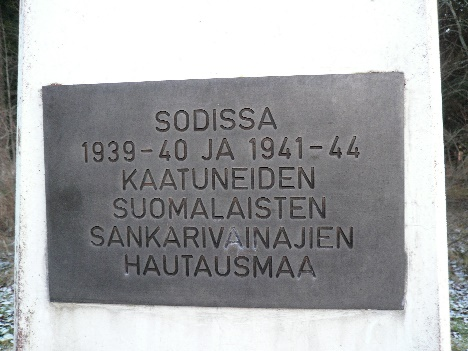 SODISSA
1939-40 JA 1941-44
KAATUNEIDEN
SUOMALAISTEN
SANKARIVAINAJIEN
HAUTAUSMAA